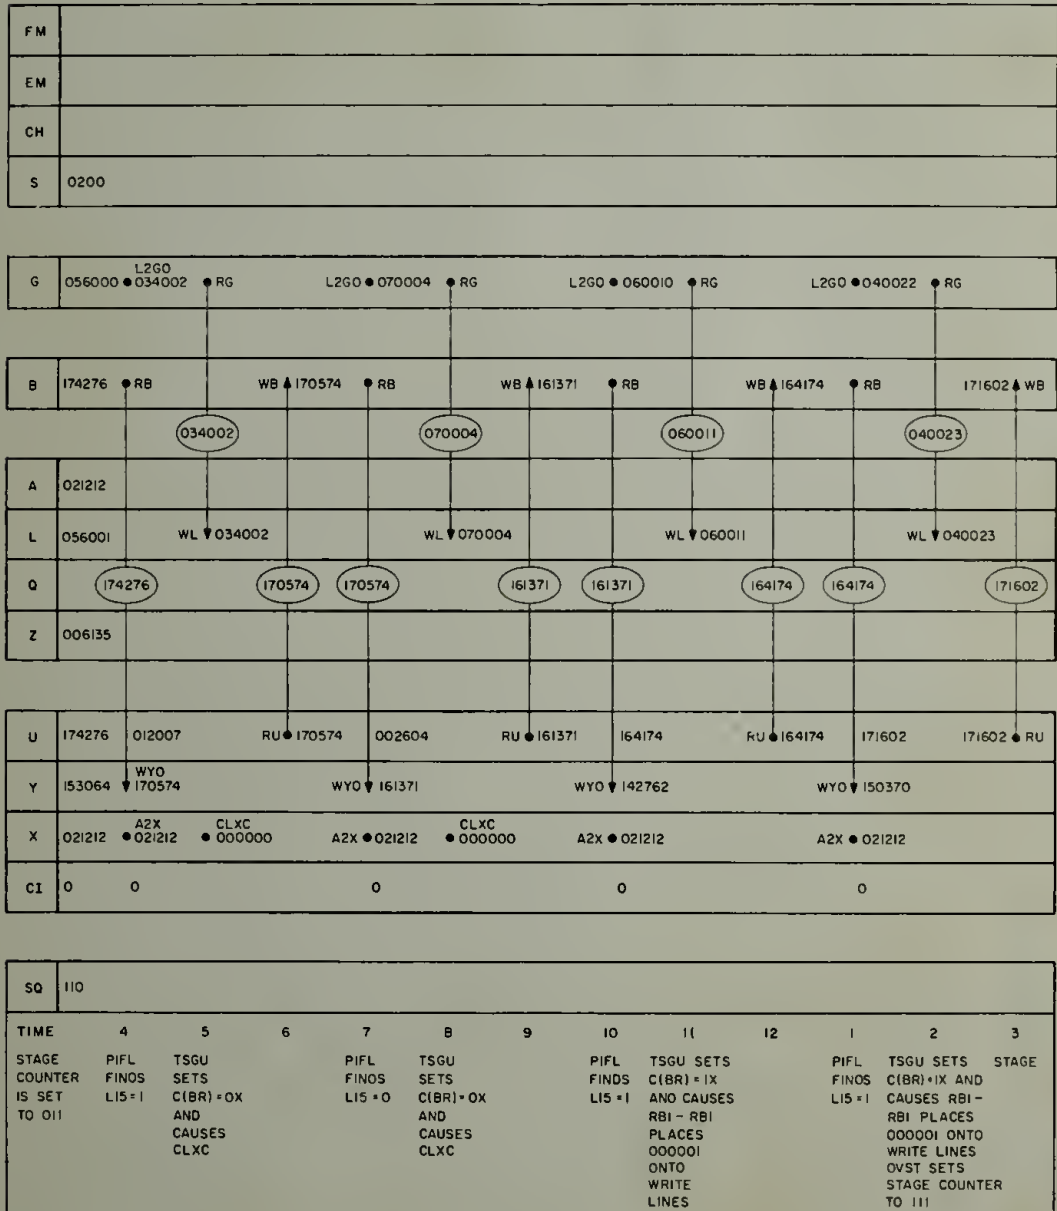 FM
EM
CH
S 0200
L2GO
G 056000 034002 RG L2GO 070004 RG L2GO 060010 RG L2GO 040022 RG
B 174276 RB WB 170574 RB WB 161371 RB WB 164174 RB 171602 WB
034002 070004 060011 040023
A 021212
L 056001 WL 034002 WL 070004 WL 060011 WL 040023
Q 174276 170574 170574 161371 161371 164174 164174 171602
Z 006135
U 174276 012007 RU 170574 002604 RU 161371 164174 RU 164174 171602 171602 RU
WYO
Y 153064 170574 WYO 161371 WYO 142762 WYO 150370
A2X CLXC CLXC
X 021212 021212 000000 A2X 021212 000000 A2X 021212 A2X 021212
CI 0 0 0 0 0
SQ 110
TIME 4 5 6 7 8 9 10 11 12 1 2 3
STAGE PIFL TSGU PIFL TSGU PIFL TSGU SETS PIFL TSGU SETS STAGE
COUNTER FINDS SETS FINDS SETS FINDS C(BR)=1X FINDS C(BR)=1X AND
IS SET L15=1 C(BR)=0X L15=0 C(BR)=0X L15=1 AND CAUSES L15=1 CAUSES RB1-
TO 011 AND AND RB1-RB1 RB1 PLACES
CAUSES CAUSES PLACES 000001 ONTO
CLXC CLXC 000001 WRITE LINES
ONTO OVST SETS
WRITE STAGE COUNTER
LINES TO 111